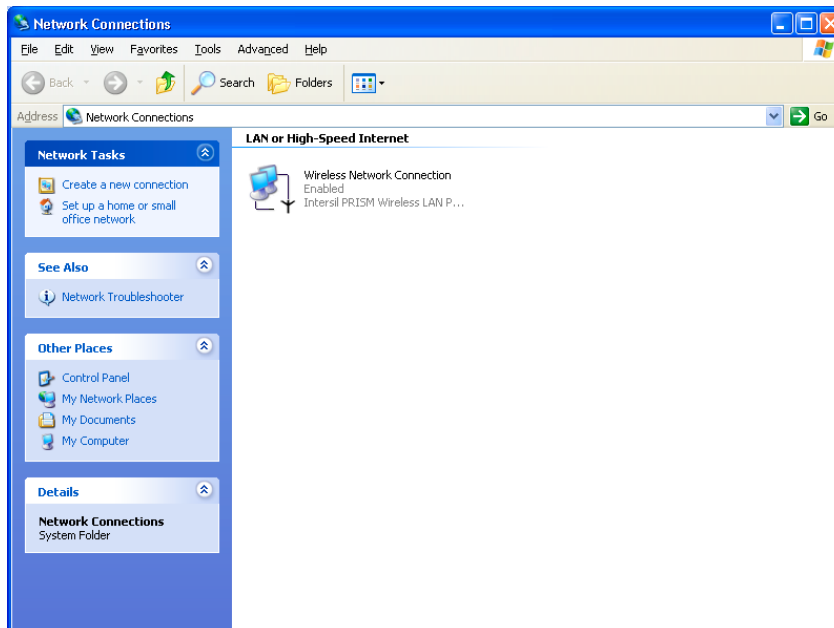 Network Connections
File Edit View Favorites Tools Advanced Help
Back Search Folders
Address Network Connections Go
Network Tasks
Create a new connection
Set up a home or small
office network
See Also
Network Troubleshooter
Other Places
Control Panel
My Network Places
My Documents
My Computer
Details
Network Connections
System Folder
LAN or High-Speed Internet
Wireless Network Connection
Enabled
Intersil PRISM Wireless LAN P...